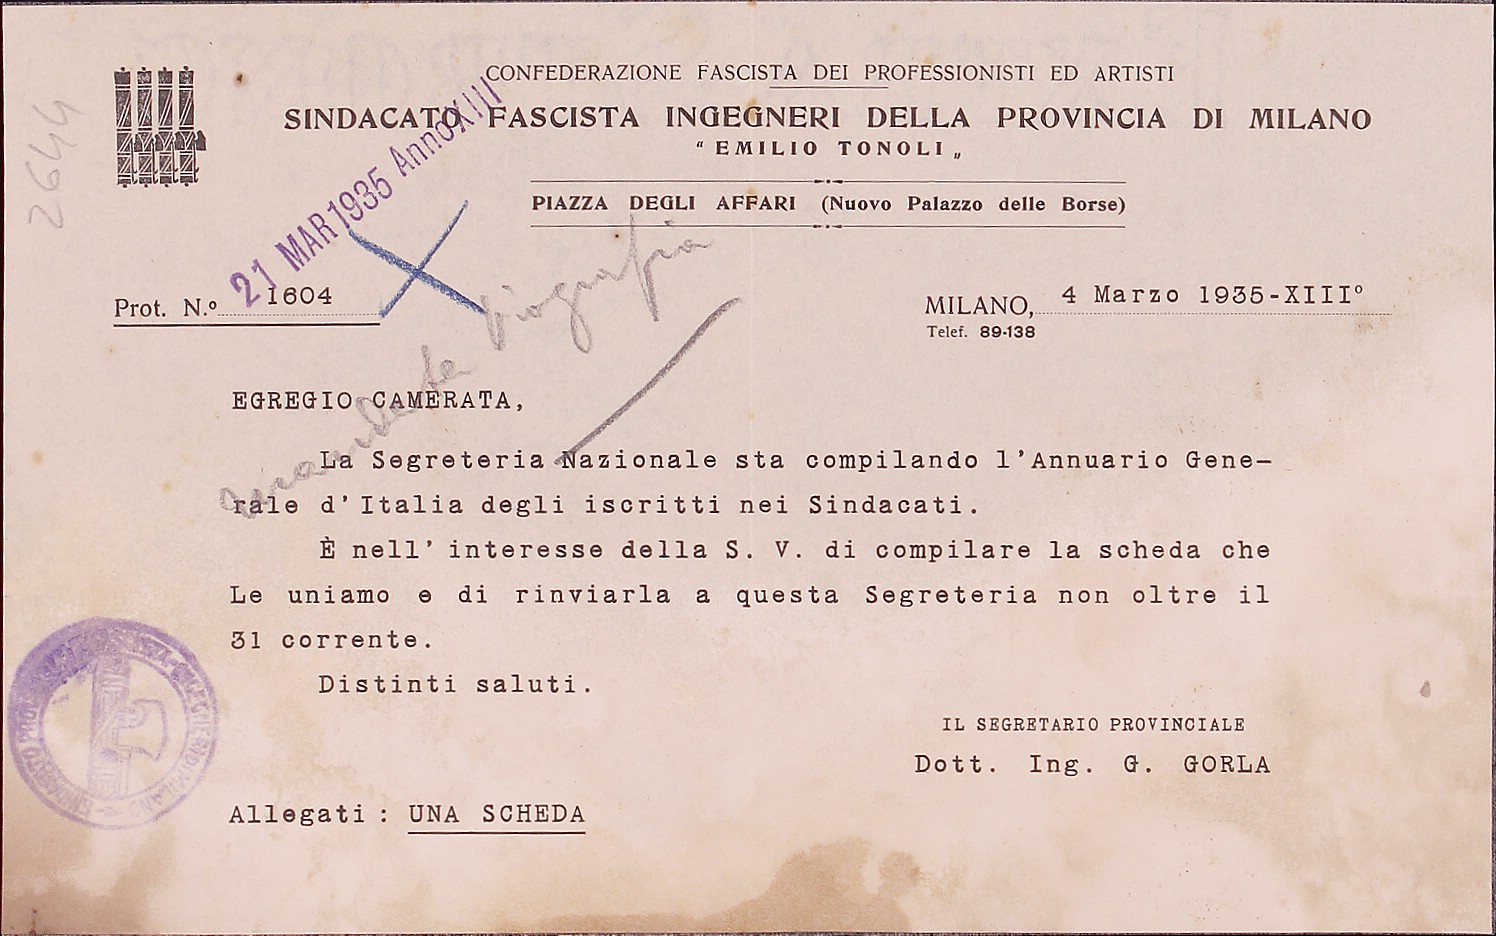 CONFEDERAZIONE FASCISTA DEI PROFESSIONISTI ED ARTISTI
SINDACATO FASCISTA INGEGNERI DELLA PROVINCIA DI MILANO
"EMILIO TONOLI„
PIAZZA DEGLI AFFARI (Nuovo Palazzo delle Borse)
2644
21 MAR 1935 Anno XIII
Prot. N.º 1604
MILANO, 4 Marzo 1935-XIIIº
Telef. 89-138
biografia
EGREGIO CAMERATA,
La Segreteria Nazionale sta compilando l'Annuario Gene-
rale d'Italia degli iscritti nei Sindacati.
È nell' interesse della S. V. di compilare la scheda che
Le uniamo e di rinviarla a questa Segreteria non oltre il
31 corrente.
Distinti saluti.
IL SEGRETARIO PROVINCIALE
Dott. Ing. G. GORLA
Allegati : UNA SCHEDA